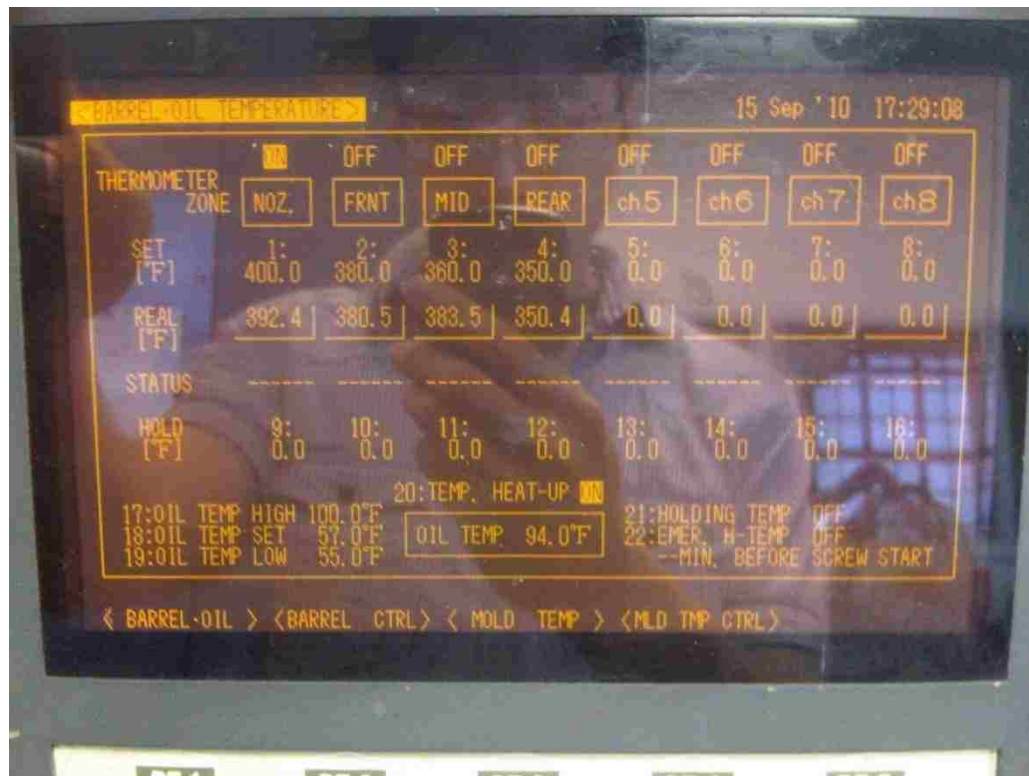 <BARREL·OIL TEMPERATURE> 15 Sep '10 17:29:08
ON OFF OFF OFF OFF OFF OFF OFF
THERMOMETER
ZONE NOZ. FRNT MID. REAR ch5 ch6 ch7 ch8
SET 1: 2: 3: 4: 5: 6: 7: 8:
[°F] 400.0 380.0 360.0 350.0 0.0 0.0 0.0 0.0
REAL 392.4 380.5 383.5 350.4 0.0 0.0 0.0 0.0
[°F]
STATUS ------ ------ ------ ------ ------ ------ ------ ------
HOLD 9: 10: 11: 12: 13: 14: 15: 16:
[°F] 0.0 0.0 0.0 0.0 0.0 0.0 0.0 0.0
20:TEMP. HEAT-UP ON
17:OIL TEMP HIGH 100.0°F 21:HOLDING TEMP OFF
18:OIL TEMP SET 57.0°F OIL TEMP 94.0°F 22:EMER. H-TEMP OFF
19:OIL TEMP LOW 55.0°F --MIN. BEFORE SCREW START
《 BARREL·OIL > <BARREL CTRL> < MOLD TEMP > <MLD TMP CTRL>